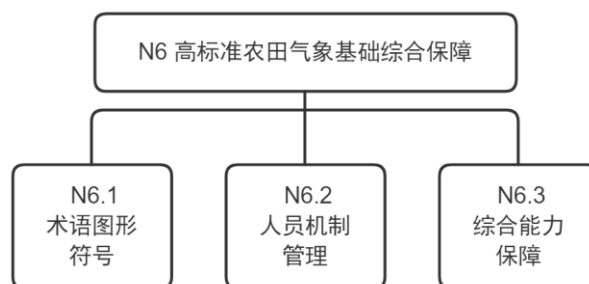 N6 高标准农田气象基础综合保障
N6.1
术语图形
符号
N6.2
人员机制
管理
N6.3
综合能力
保障